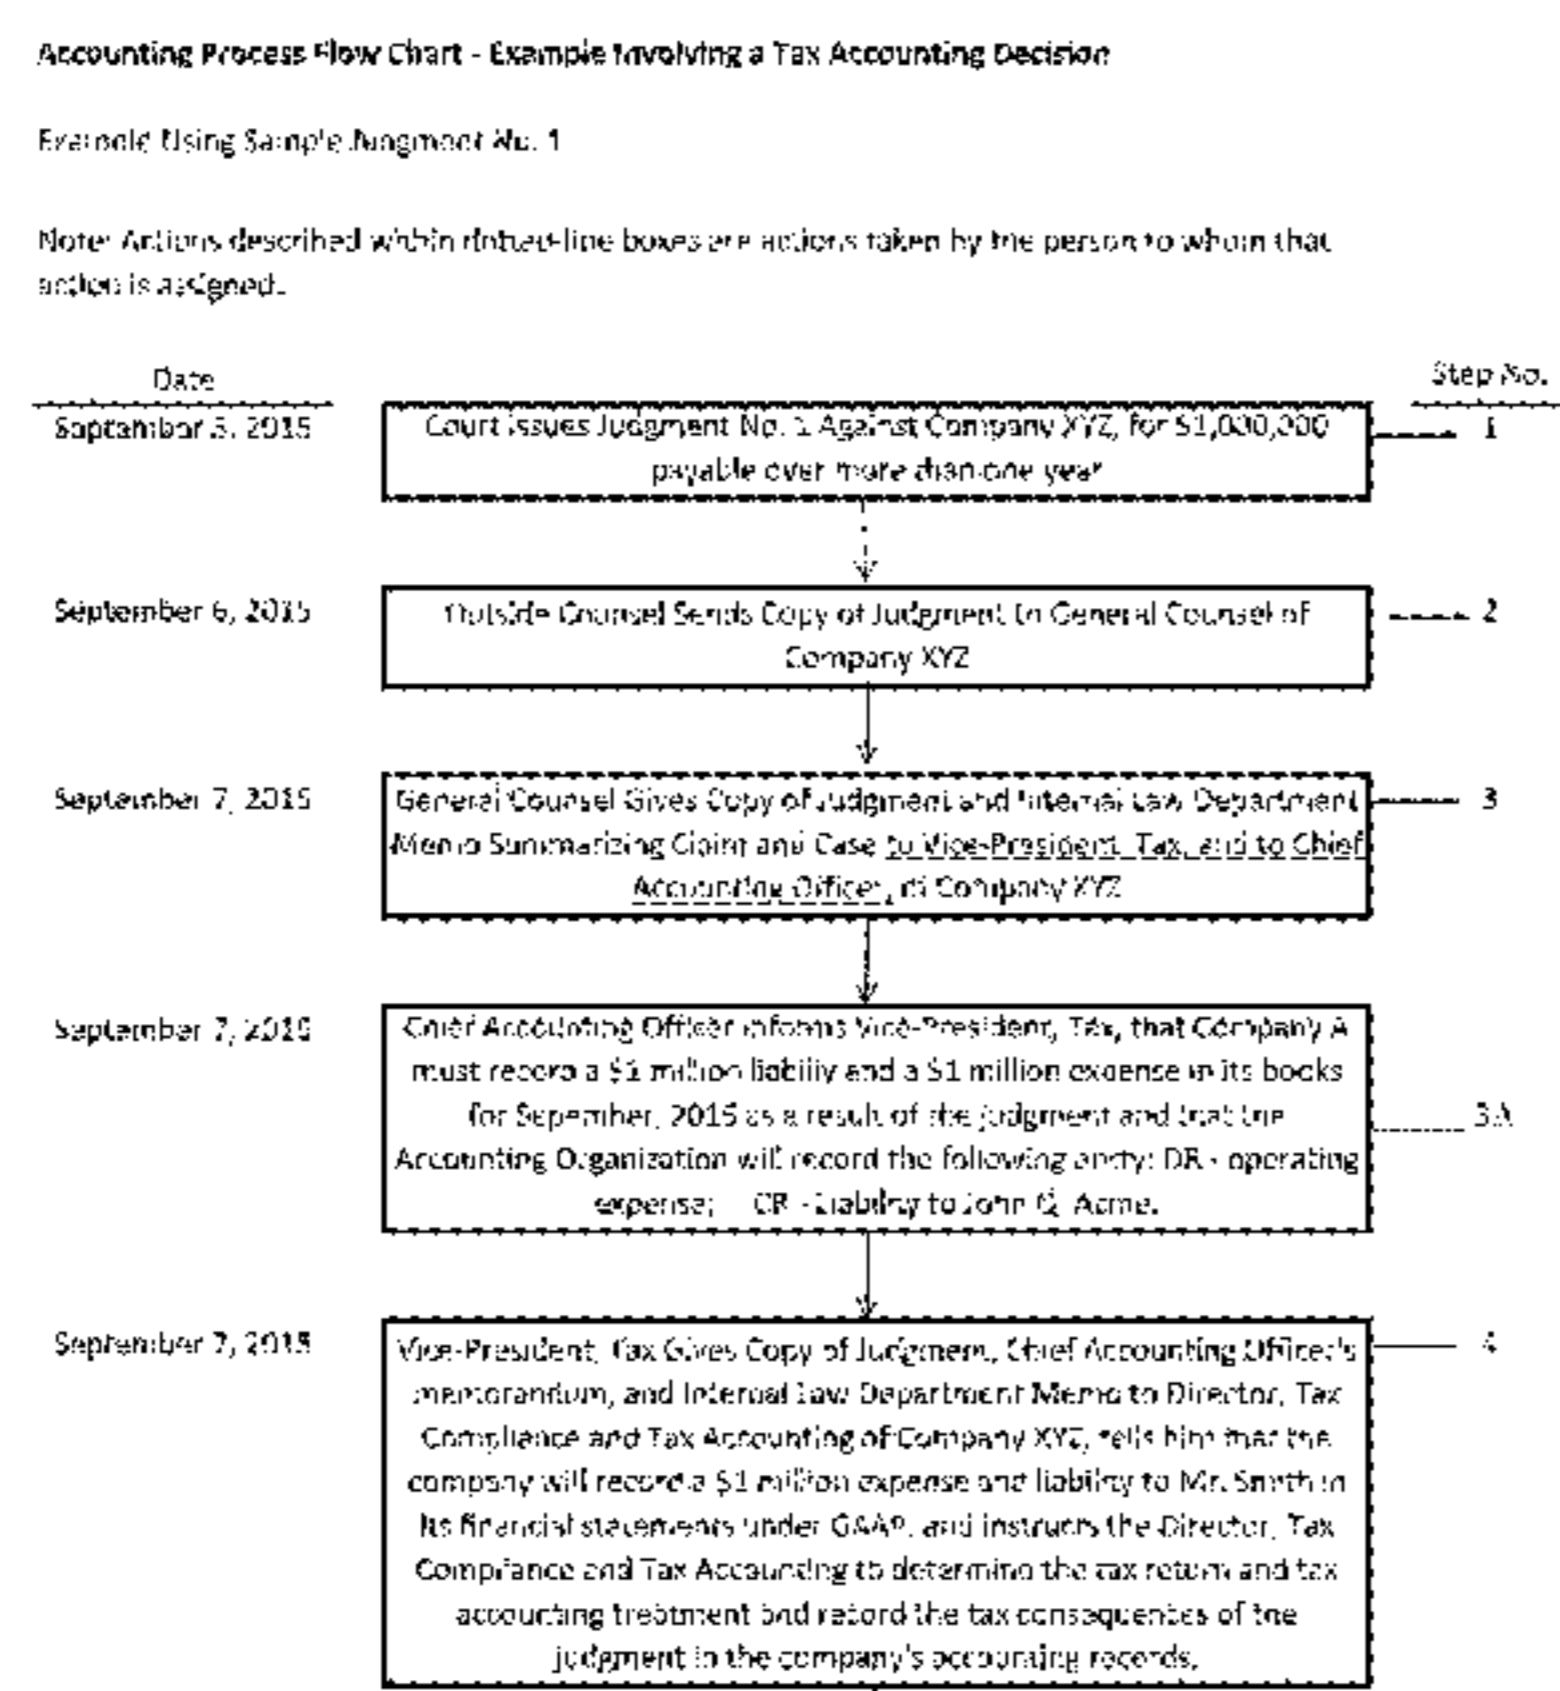 Accounting Process Flow Chart - Example Involving a Tax Accounting Decision
Example Using Sample Judgment No. 1
Note: Actions described within dotted-line boxes are actions taken by the person to whom that
action is assigned.
Date
Step No.
September 3, 2015
Court Issues Judgment No. 1 Against Company XYZ, for $1,000,000
1
payable over more than one year
September 6, 2015
Outside Counsel Sends Copy of Judgment to General Counsel of
2
Company XYZ
September 7, 2015
General Counsel Gives Copy of Judgment and Internal Law Department
3
Memo Summarizing Claim and Case to Vice-President, Tax, and to Chief
Accounting Officer, of Company XYZ
September 7, 2015
Chief Accounting Officer informs Vice-President, Tax, that Company A
must record a $1 million liabiliy and a $1 million expense in its books
for Sepember, 2015 as a result of the judgment and that the
3A
Accounting Organization will record the following entry: DR - operating
expense; CR - Liability to John Q. Acme.
September 7, 2015
Vice-President, Tax Gives Copy of Judgment, Chief Accounting Officer's
4
memorandum, and Internal Law Department Memo to Director, Tax
Compliance and Tax Accounting of Company XYZ, tells him that the
company will record a $1 million expense and liability to Mr. Smith in
its financial statements under GAAP, and instructs the Director, Tax
Compliance and Tax Accounting to determine the tax return and tax
accounting treatment and record the tax consequences of the
judgment in the company's accounting records.